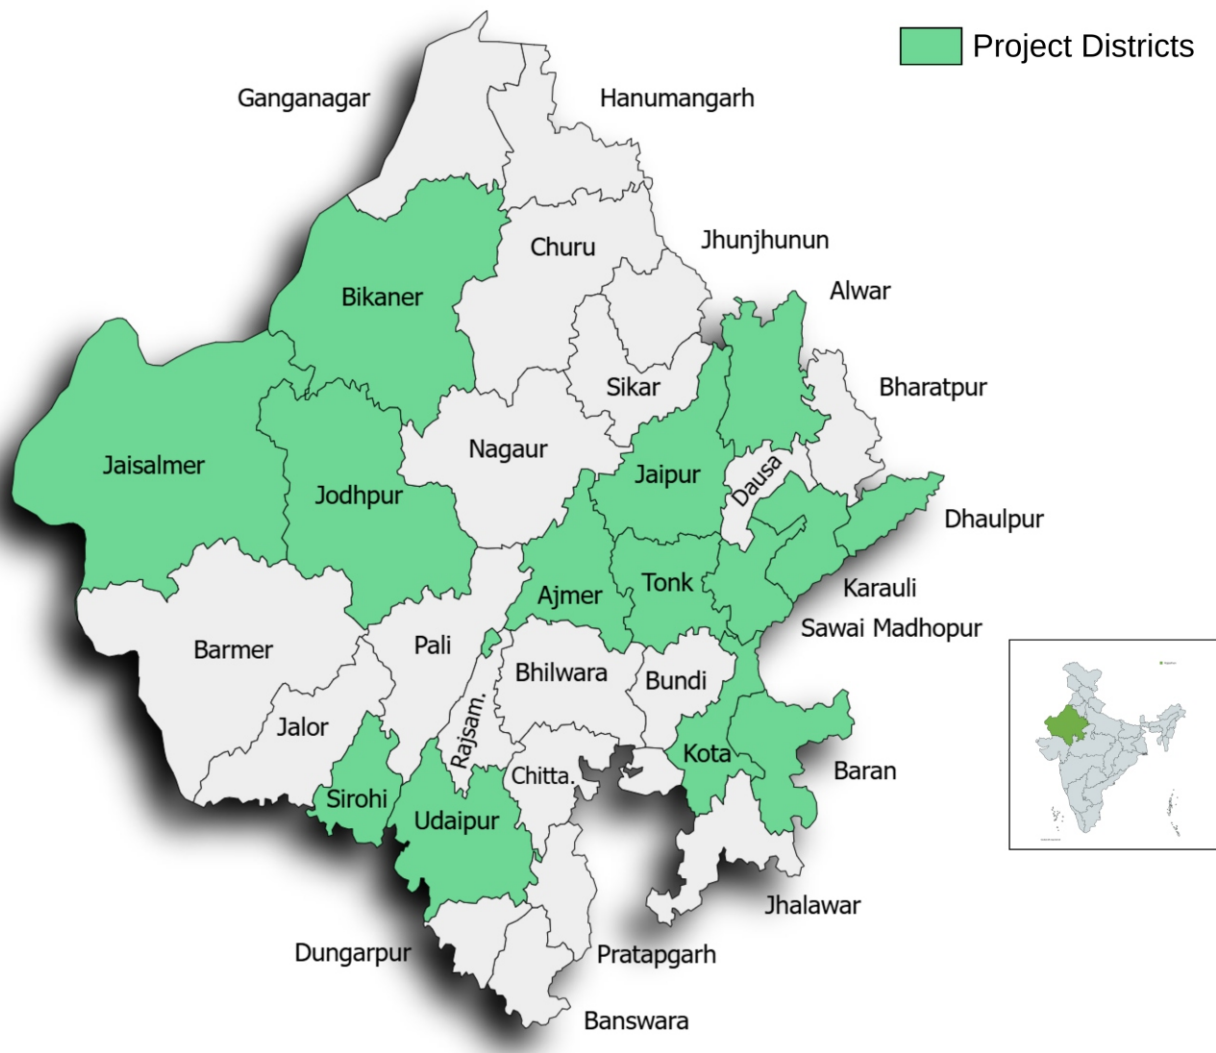 Project Districts
Ganganagar
Hanumangarh
Churu
Jhunjhunun
Bikaner
Alwar
Sikar
Bharatpur
Nagaur
Jaisalmer
Jaipur
Dausa
Jodhpur
Dhaulpur
Tonk
Ajmer
Karauli
Sawai Madhopur
Pali
Barmer
Bhilwara
Bundi
Jalor
Rajsam.
Kota
Chitta.
Baran
Sirohi
Udaipur
Jhalawar
Dungarpur
Pratapgarh
Banswara